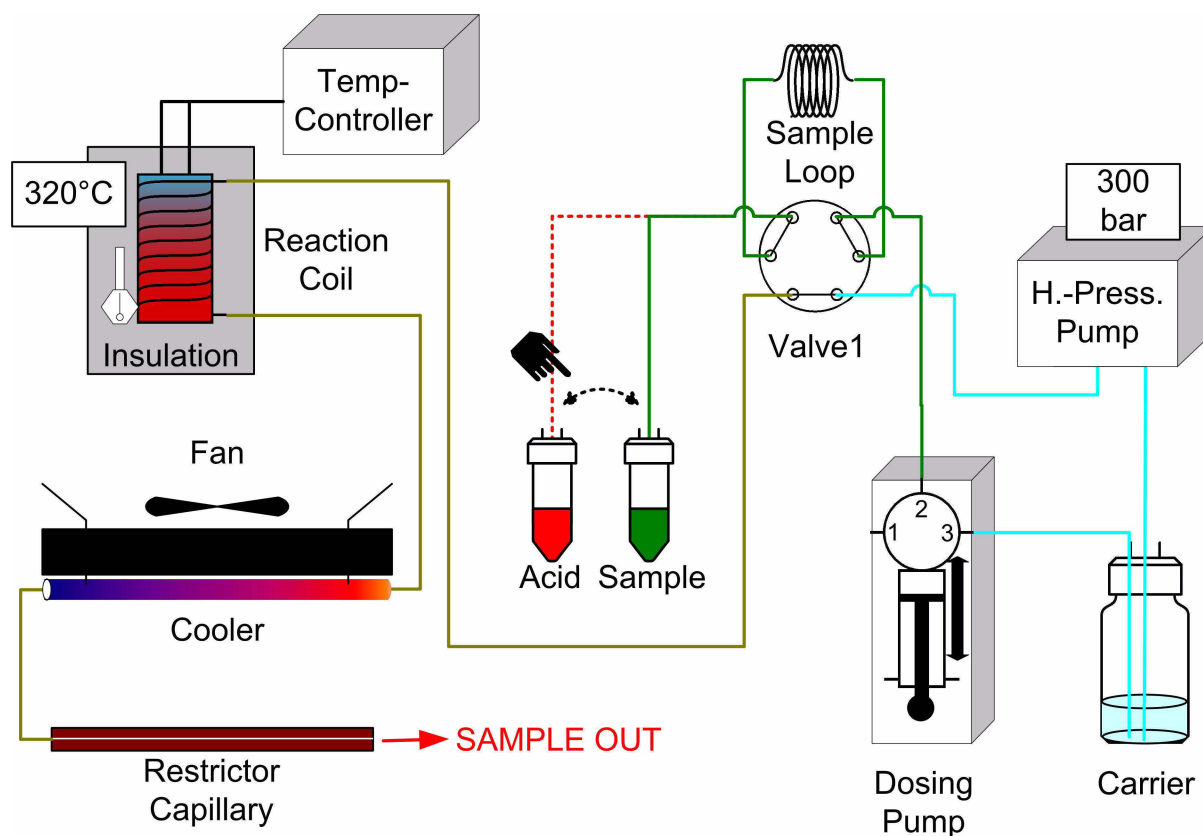 Temp-
Controller
320°C
Reaction
Coil
Insulation
Sample
Loop
Valve1
300
bar
H.-Press.
Pump
Fan
Cooler
Acid
Sample
1
2
3
Restrictor
Capillary
SAMPLE OUT
Dosing
Pump
Carrier